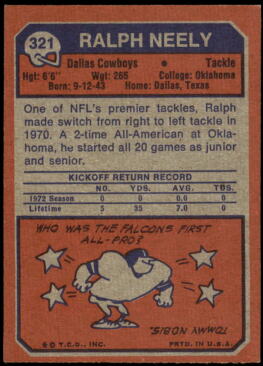 321
RALPH NEELY
Dallas Cowboys • Tackle
Hgt: 6'6" Wgt: 265 College: Oklahoma
Born: 9-12-43 Home: Dallas, Texas
One of NFL's premier tackles, Ralph
made switch from right to left tackle in
1970. A 2-time All-American at Okla-
homa, he started all 20 games as junior
and senior.
KICKOFF RETURN RECORD
NO. YDS. AVG. TDS.
1972 Season 0 0 0 0
Lifetime 5 35 7.0 0
WHO WAS THE FALCONS FIRST
ALL-PRO?
TOMMY NOBIS.
© T.C.G., INC. PRTD. IN U.S.A.